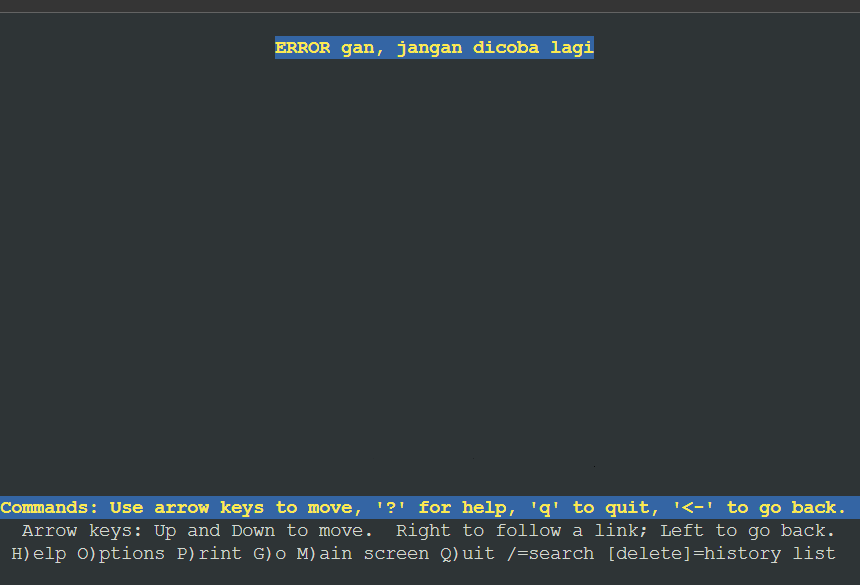 ERROR gan, jangan dicoba lagi
Commands: Use arrow keys to move, '?' for help, 'q' to quit, '<-' to go back.
Arrow keys: Up and Down to move.  Right to follow a link; Left to go back.
H)elp O)ptions P)rint G)o M)ain screen Q)uit /=search [delete]=history list